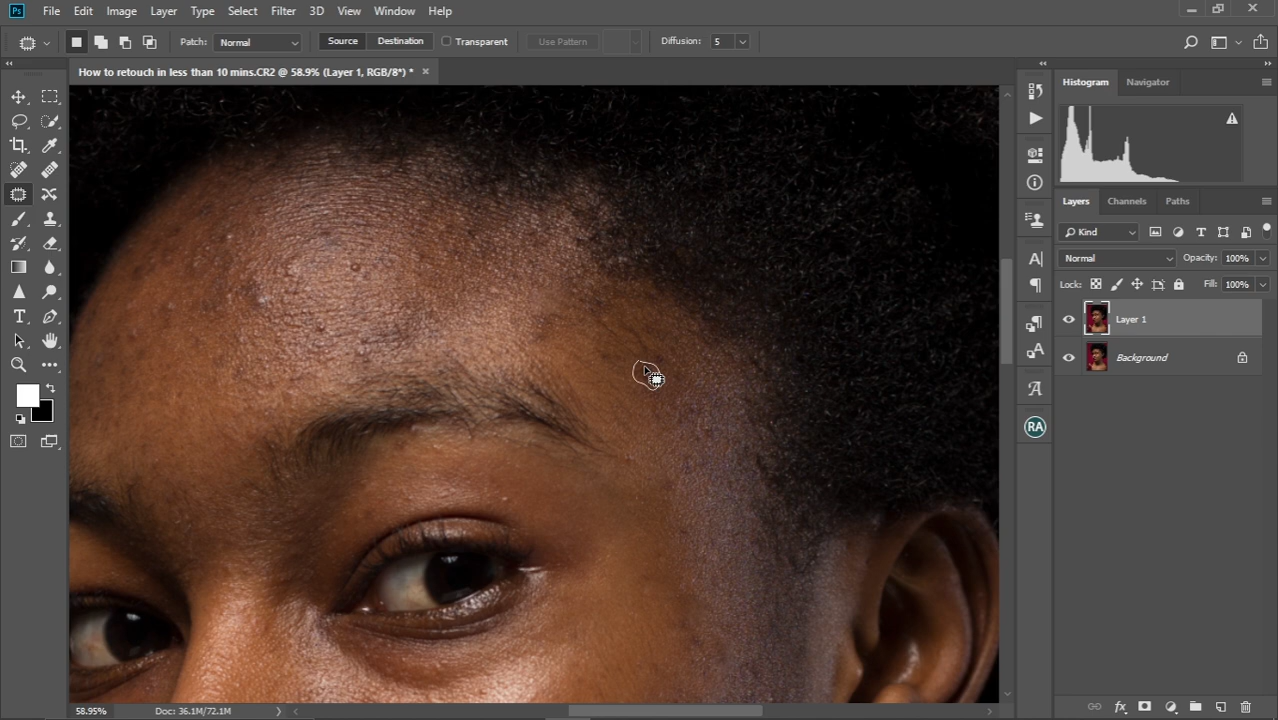 Ps File Edit Image Layer Type Select Filter 3D View Window Help
Patch: Normal Source Destination Transparent Use Pattern Diffusion: 5
How to retouch in less than 10 mins.CR2 @ 58.9% (Layer 1, RGB/8*) * ×
Histogram Navigator
Layers Channels Paths
Kind
Normal Opacity: 100%
Lock: Fill: 100%
Layer 1
Background
RA
58.95% Doc: 36.1M/72.1M